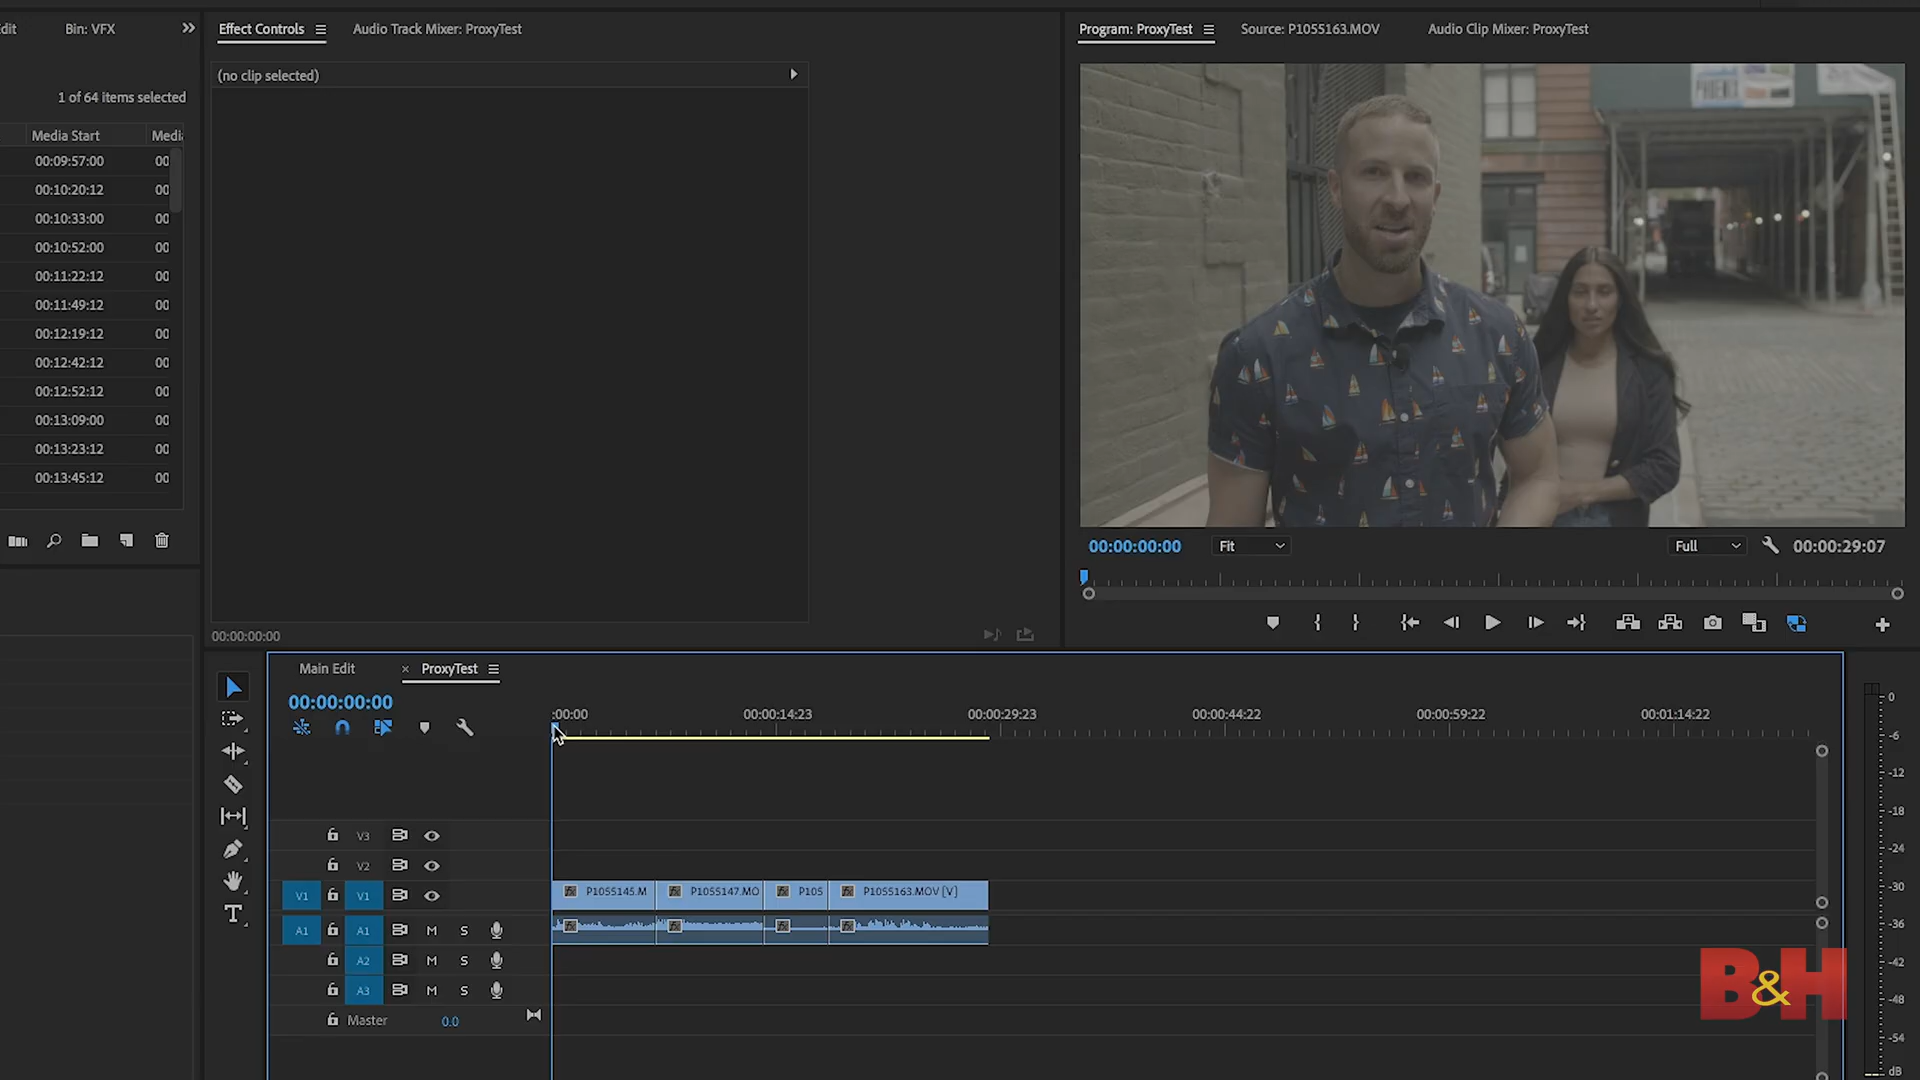 dit
Bin: VFX
1 of 64 items selected
Media Start
Medi
00:09:57:00
00
00:10:20:12
00
00:10:33:00
00
00:10:52:00
00
00:11:22:12
00
00:11:49:12
00
00:12:19:12
00
00:12:42:12
00
00:12:52:12
00
00:13:09:00
00
00:13:23:12
00
00:13:45:12
00
Effect Controls
Audio Track Mixer: ProxyTest
(no clip selected)
00:00:00:00
Program: ProxyTest
Source: P1055163.MOV
Audio Clip Mixer: ProxyTest
PHOENIX
00:00:00:00
Fit
Full
00:00:29:07
Main Edit
× ProxyTest
00:00:00:00
:00:00
00:00:14:23
00:00:29:23
00:00:44:22
00:00:59:22
00:01:14:22
V3
V2
V1
V1
fx P1055145.M
fx P1055147.MO
fx P105
fx P1055163.MOV [V]
A1
A1
M
S
A2
M
S
A3
M
S
Master
0.0
0
-6
-12
-18
-24
-30
-36
-42
-48
-54
dB
B&H